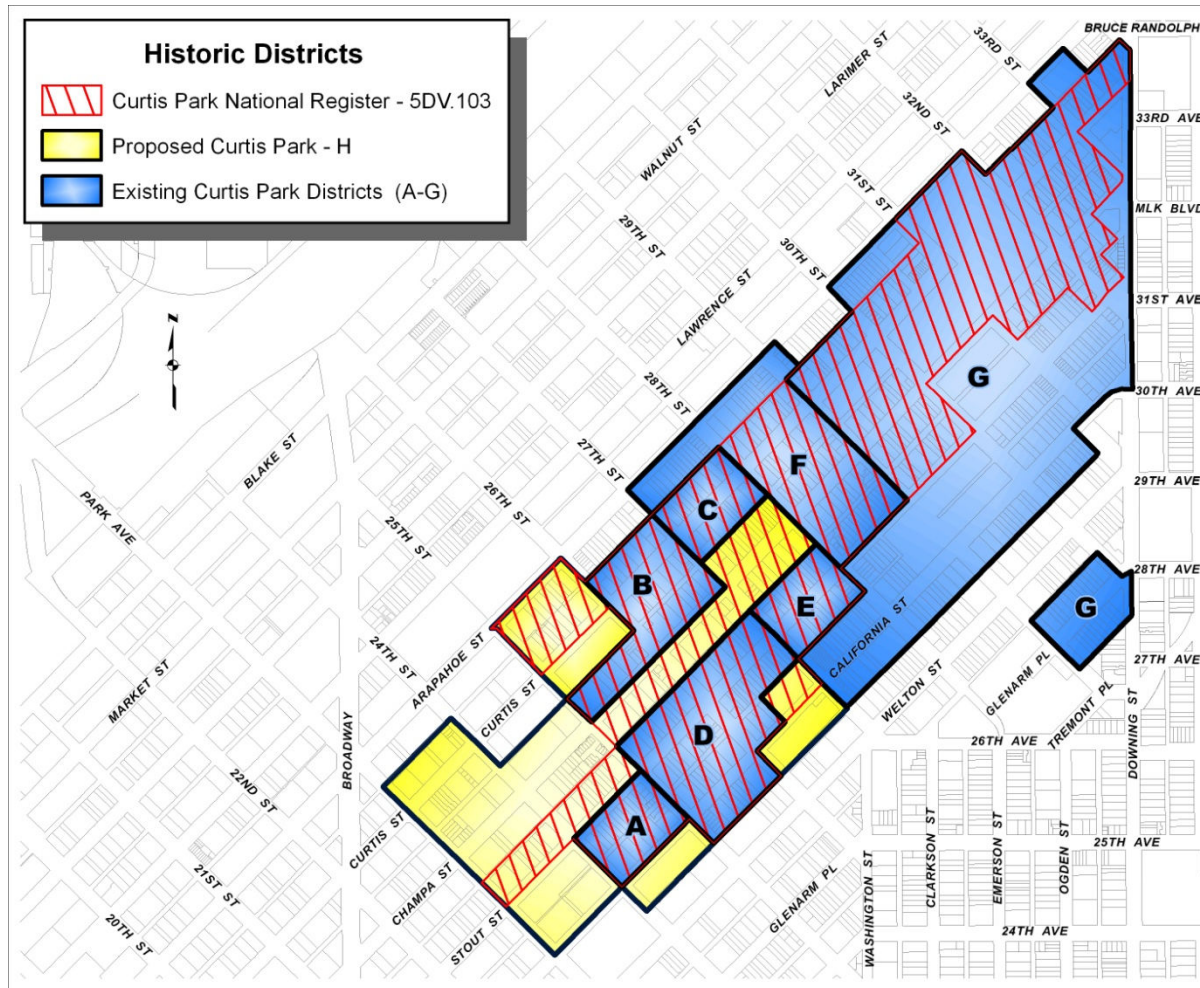 Historic Districts
Curtis Park National Register - 5DV.103
Proposed Curtis Park - H
Existing Curtis Park Districts (A-G)
BRUCE RANDOLPH
33RD ST
LARIMER ST
32ND ST
33RD AVE
WALNUT ST
31ST ST
MLK BLVD
29TH ST
30TH ST
31ST AVE
LAWRENCE ST
N
28TH ST
G
30TH AVE
27TH ST
BLAKE ST
F
29TH AVE
26TH ST
PARK AVE
C
25TH ST
28TH AVE
B
E
G
CALIFORNIA ST
24TH ST
ARAPAHOE ST
27TH AVE
GLENARM PL
WELTON ST
CURTIS ST
MARKET ST
TREMONT PL
D
26TH AVE
DOWNING ST
BROADWAY
22ND ST
A
CURTIS ST
25TH AVE
21ST ST
CHAMPA ST
GLENARM PL
WASHINGTON ST
CLARKSON ST
EMERSON ST
OGDEN ST
20TH ST
STOUT ST
24TH AVE